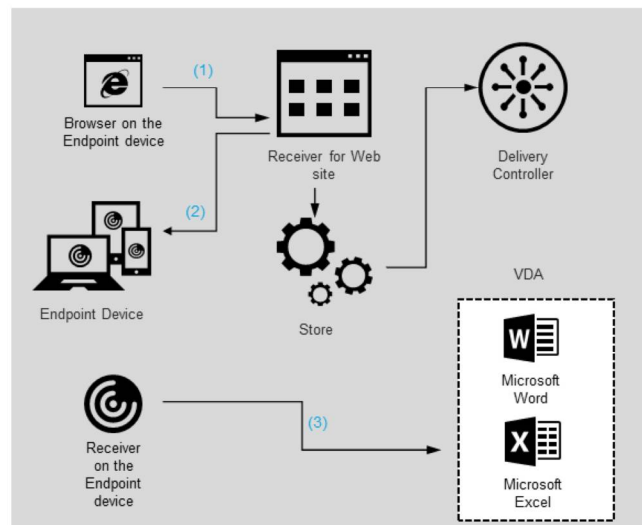 (1)
Browser on the
Endpoint device
Receiver for Web
site
Delivery
Controller
(2)
Endpoint Device
Store
VDA
W
Microsoft
Word
(3)
X
Microsoft
Excel
Receiver
on the
Endpoint
device